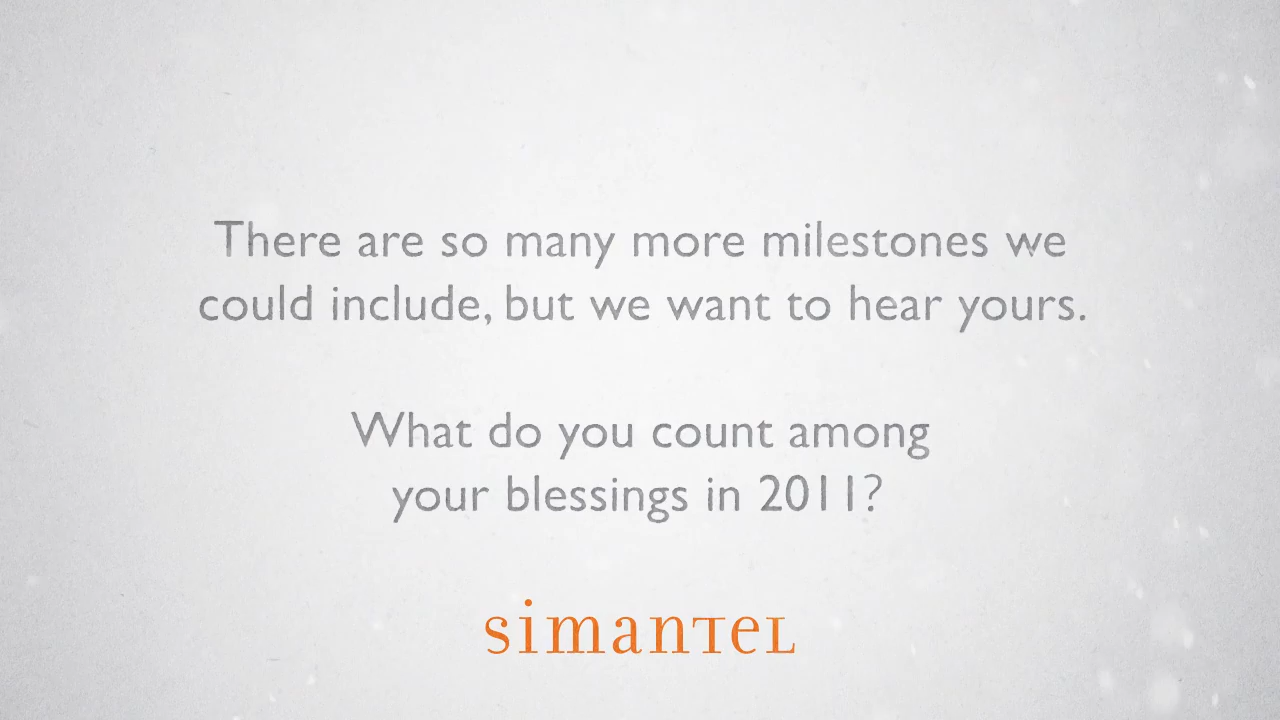 There are so many more milestones we
could include, but we want to hear yours.
What do you count among
your blessings in 2011?
simantel